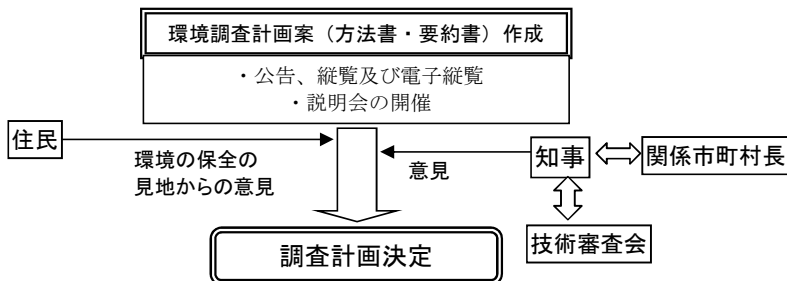 環境調査計画案（方法書・要約書）作成
・公告、縦覧及び電子縦覧
・説明会の開催
住民
環境の保全の
見地からの意見
意見
知事
関係市町村長
技術審査会
調査計画決定